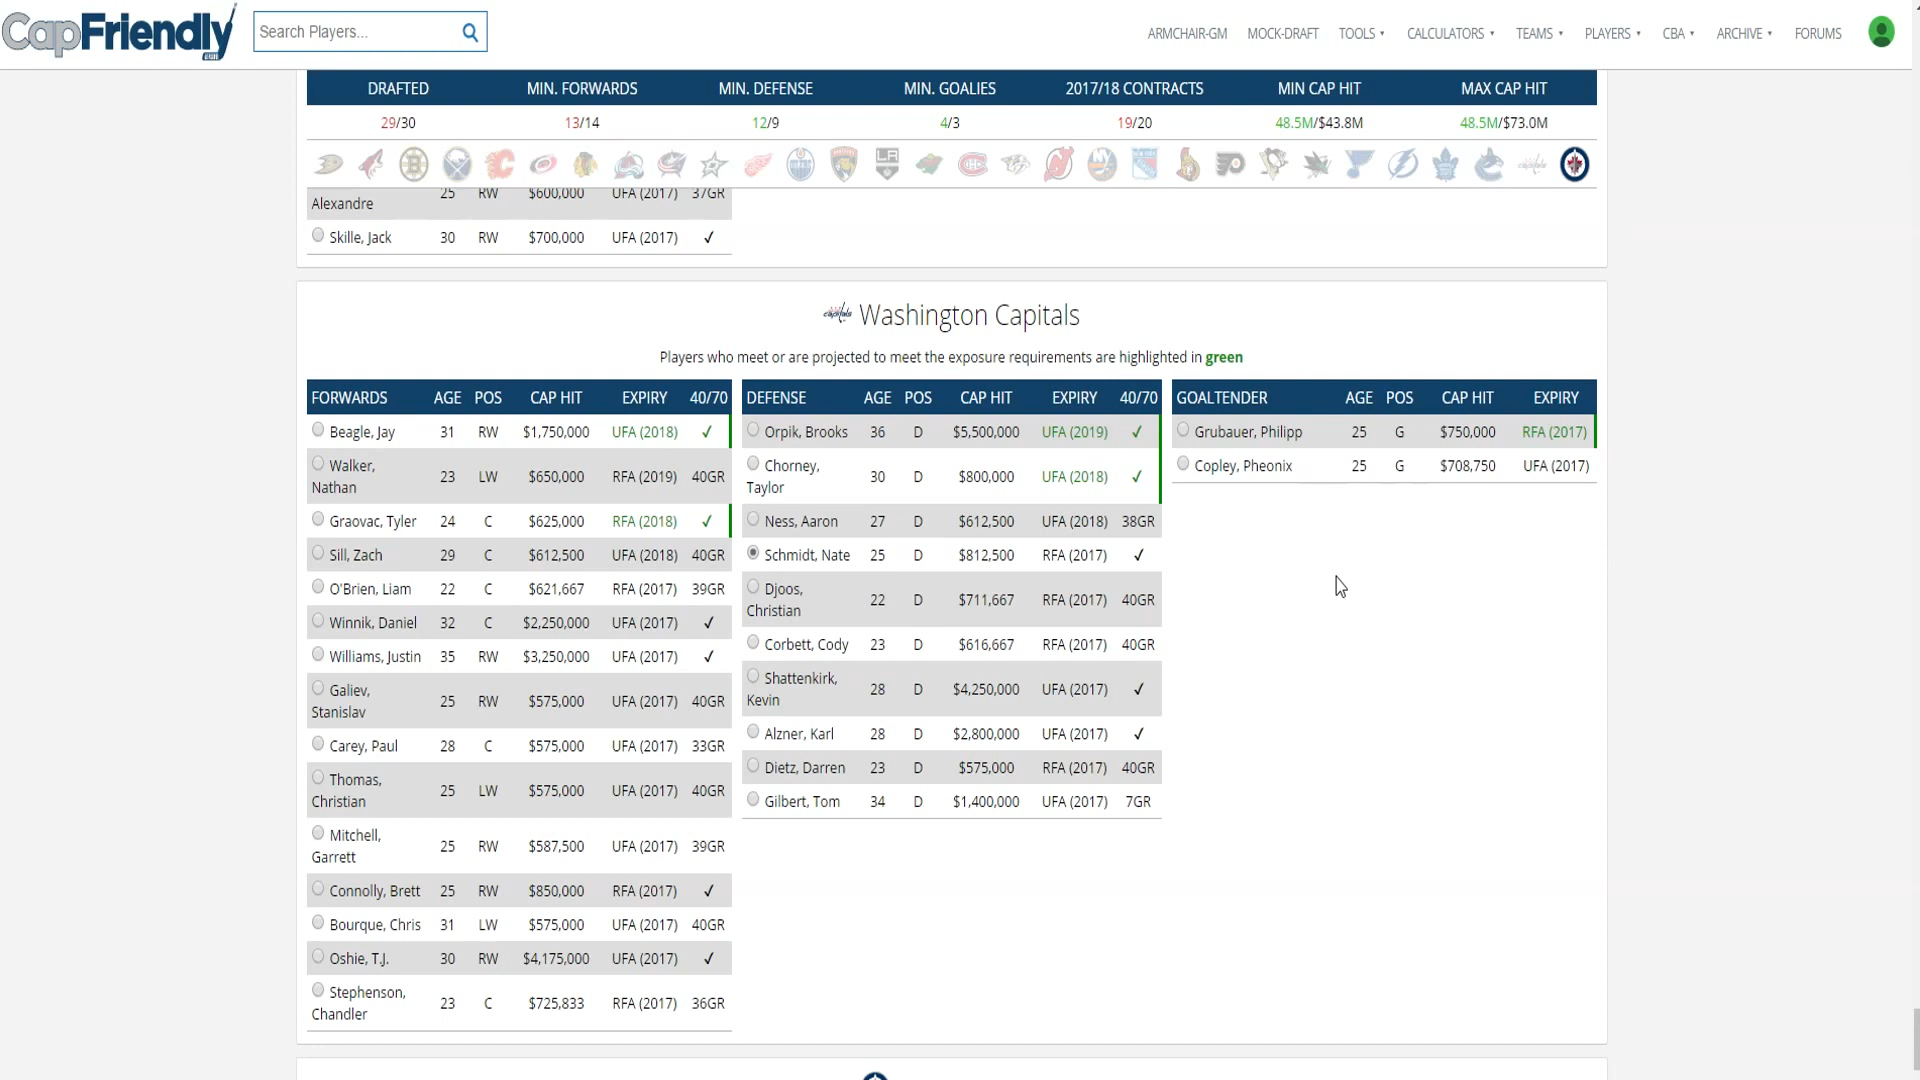 CapFriendly
Search Players...
ARMCHAIR-GM MOCK-DRAFT TOOLS CALCULATORS TEAMS PLAYERS CBA ARCHIVE FORUMS
DRAFTED MIN. FORWARDS MIN. DEFENSE MIN. GOALIES 2017/18 CONTRACTS MIN CAP HIT MAX CAP HIT
29/30 13/14 12/9 4/3 19/20 48.5M/$43.8M 48.5M/$73.0M
Alexandre 25 RW $600,000 UFA (2017) 37GR
Skille, Jack 30 RW $700,000 UFA (2017) ✓
capitals Washington Capitals
Players who meet or are projected to meet the exposure requirements are highlighted in green
FORWARDS AGE POS CAP HIT EXPIRY 40/70
Beagle, Jay 31 RW $1,750,000 UFA (2018) ✓
Walker, Nathan 23 LW $650,000 RFA (2019) 40GR
Graovac, Tyler 24 C $625,000 RFA (2018) ✓
Sill, Zach 29 C $612,500 UFA (2018) 40GR
O'Brien, Liam 22 C $621,667 RFA (2017) 39GR
Winnik, Daniel 32 C $2,250,000 UFA (2017) ✓
Williams, Justin 35 RW $3,250,000 UFA (2017) ✓
Galiev, Stanislav 25 RW $575,000 UFA (2017) 40GR
Carey, Paul 28 C $575,000 UFA (2017) 33GR
Thomas, Christian 25 LW $575,000 UFA (2017) 40GR
Mitchell, Garrett 25 RW $587,500 UFA (2017) 39GR
Connolly, Brett 25 RW $850,000 RFA (2017) ✓
Bourque, Chris 31 LW $575,000 UFA (2017) 40GR
Oshie, T.J. 30 RW $4,175,000 UFA (2017) ✓
Stephenson, Chandler 23 C $725,833 RFA (2017) 36GR
DEFENSE AGE POS CAP HIT EXPIRY 40/70
Orpik, Brooks 36 D $5,500,000 UFA (2019) ✓
Chorney, Taylor 30 D $800,000 UFA (2018) ✓
Ness, Aaron 27 D $612,500 UFA (2018) 38GR
Schmidt, Nate 25 D $812,500 RFA (2017) ✓
Djoos, Christian 22 D $711,667 RFA (2017) 40GR
Corbett, Cody 23 D $616,667 RFA (2017) 40GR
Shattenkirk, Kevin 28 D $4,250,000 UFA (2017) ✓
Alzner, Karl 28 D $2,800,000 UFA (2017) ✓
Dietz, Darren 23 D $575,000 RFA (2017) 40GR
Gilbert, Tom 34 D $1,400,000 UFA (2017) 7GR
GOALTENDER AGE POS CAP HIT EXPIRY
Grubauer, Philipp 25 G $750,000 RFA (2017)
Copley, Pheonix 25 G $708,750 UFA (2017)